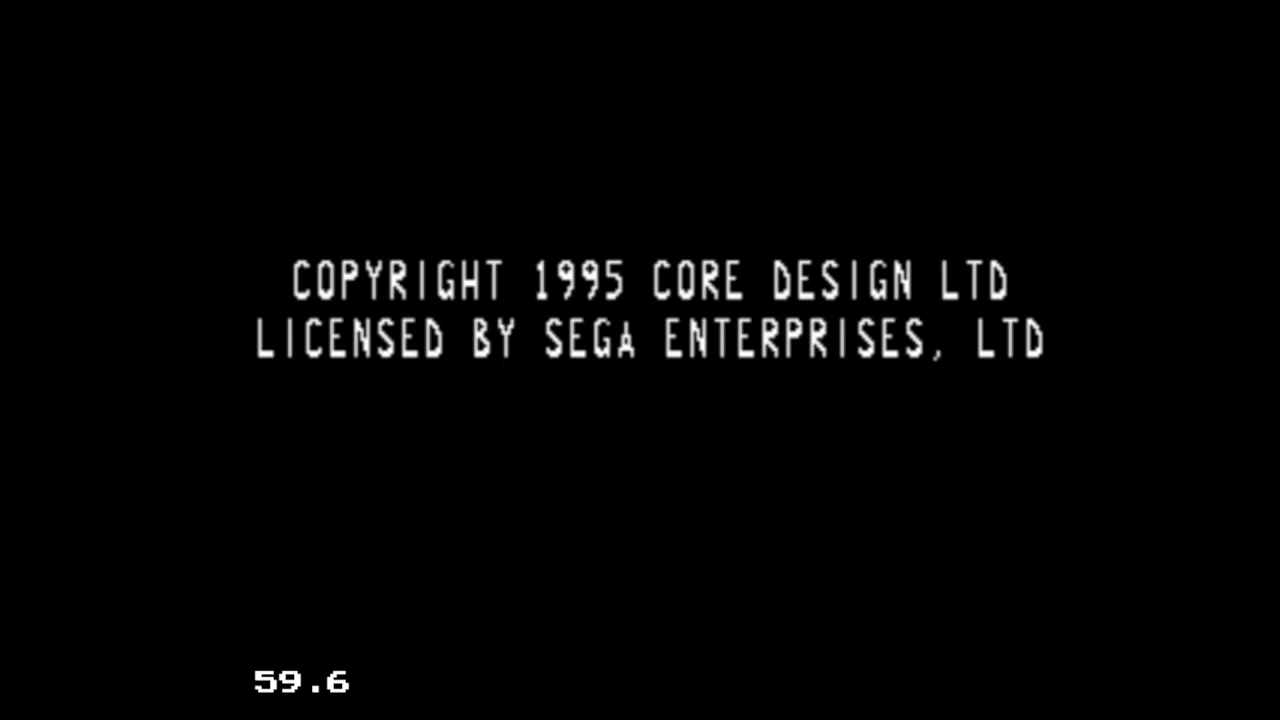 COPYRIGHT 1995 CORE DESIGN LTD
LICENSED BY SEGA ENTERPRISES, LTD
59.6